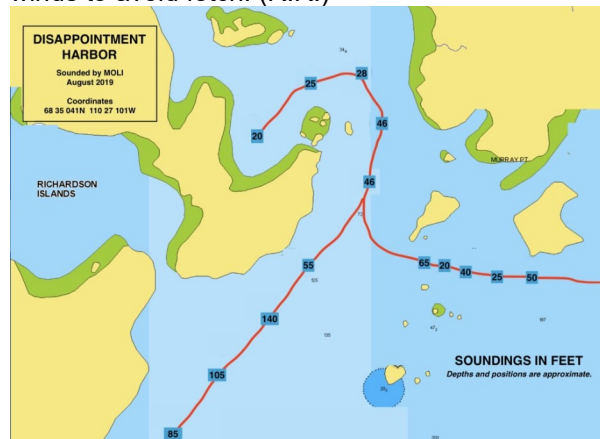 winds to avoid
DISAPPOINTMENT
HARBOR
Sounded by MOLI
August 2019
Coordinates
68 35 041N 110 27 101W
28
25
20
46
MURRAY PT.
RICHARDSON
ISLANDS
46
55
65
20
40
25
50
140
SOUNDINGS IN FEET
Depths and positions are approximate.
105
85